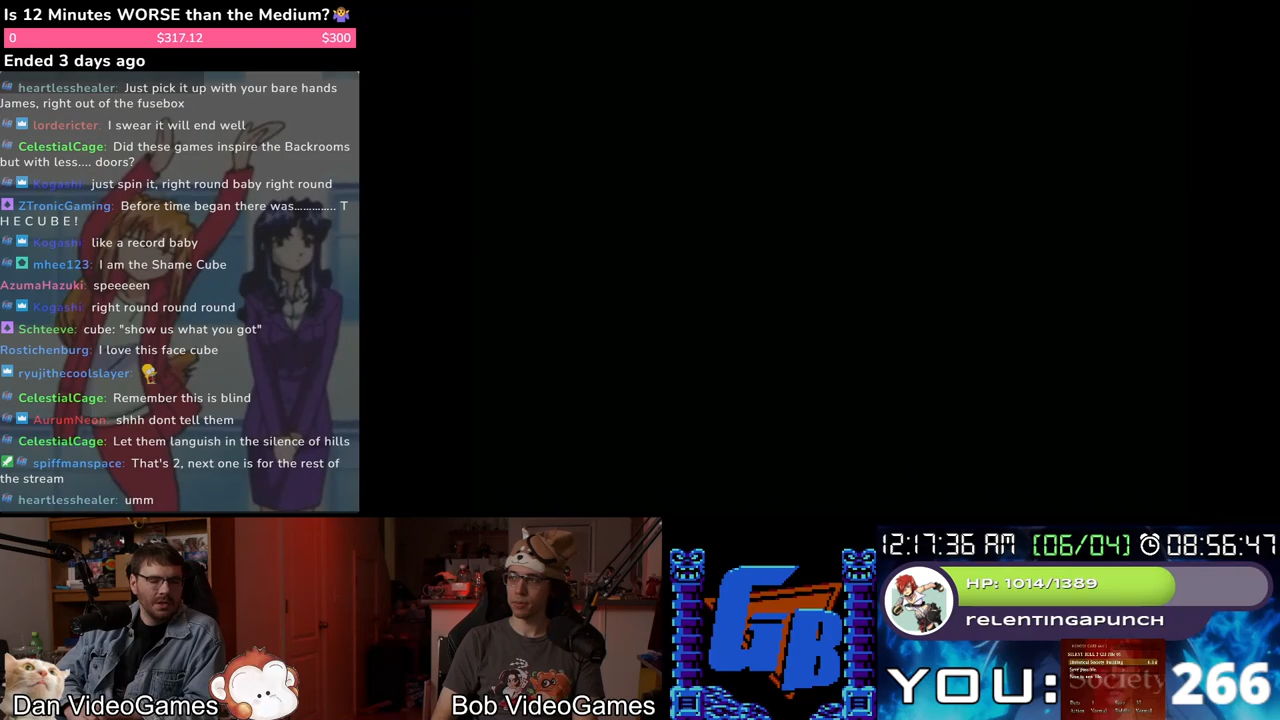 Is 12 Minutes WORSE than the Medium?🤷
0 $317.12 $300
Ended 3 days ago
heartlesshealer: Just pick it up with your bare hands
James, right out of the fusebox
lordericter: I swear it will end well
CelestialCage: Did these games inspire the Backrooms
but with less.... doors?
Kogashi: just spin it, right round baby right round
ZTronicGaming: Before time began there was.............. T
H E C U B E !
Kogashi: like a record baby
mhee123: I am the Shame Cube
AzumaHazuki: speeeeen
Kogashi: right round round round
Schteeve: cube: "show us what you got"
Rostichenburg: I love this face cube
ryujithecoolslayer:
CelestialCage: Remember this is blind
AurumNeon: shhh dont tell them
CelestialCage: Let them languish in the silence of hills
spiffmanspace: That's 2, next one is for the rest of
the stream
heartlesshealer: umm
Dan VideoGames
Bob VideoGames
GB
12:17:36 AM [06/04] 08:56:47
HP: 1014/1389
RELENTINGAPUNCH
YOU: 266
Society